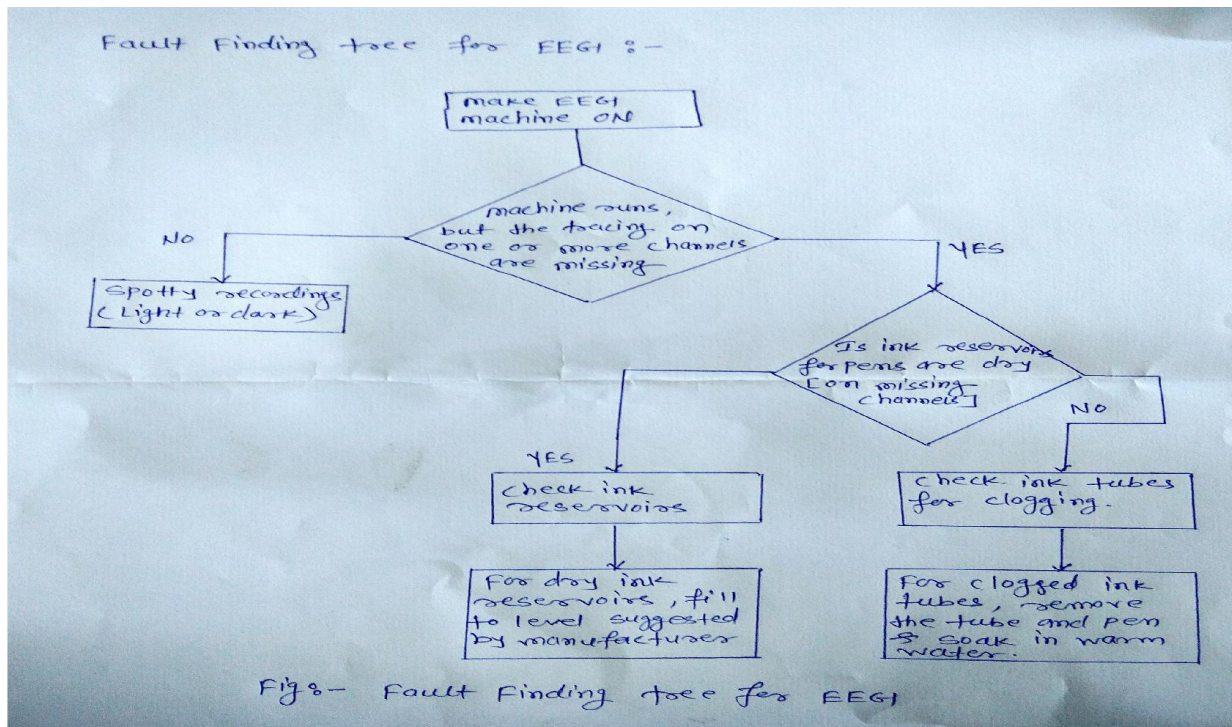 Fault Finding tree for EEG :-
make EEG
machine ON
machine runs,
but the tracing on
one or more channels
are missing
NO
YES
Spotty recordings
(Light or dark)
Is ink reservoirs
for pens are dry
[on missing
channels]
YES
NO
check ink
reservoirs
check ink tubes
for clogging.
For dry ink
reservoirs, fill
to level suggested
by manufacturer
For clogged ink
tubes, remove
the tube and pen
& soak in warm
water.
Fig:- Fault Finding tree for EEG